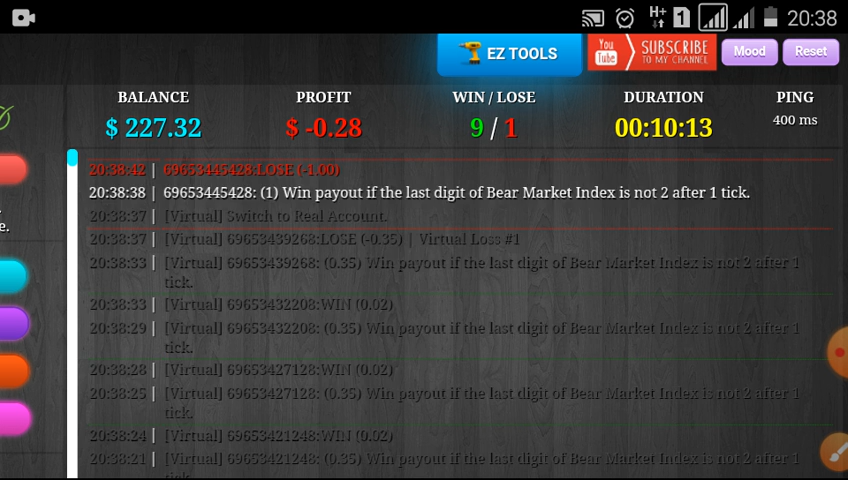 H+
1
20:38
EZ TOOLS
You Tube
SUBSCRIBE
TO MY CHANNEL
Mood
Reset
BALANCE
PROFIT
WIN / LOSE
DURATION
PING
$ 227.32
$ -0.28
9 / 1
00:10:13
400 ms
20:38:42 | 69653445428:LOSE (-1.00)
20:38:38 | 69653445428: (1) Win payout if the last digit of Bear Market Index is not 2 after 1 tick.
20:38:37 | [Virtual] Switch to Real Account.
20:38:37 | [Virtual] 69653439268:LOSE (-0.35) | Virtual Loss #1
20:38:33 | [Virtual] 69653439268: (0.35) Win payout if the last digit of Bear Market Index is not 2 after 1
tick.
20:38:33 | [Virtual] 69653432208:WIN (0.02)
20:38:29 | [Virtual] 69653432208: (0.35) Win payout if the last digit of Bear Market Index is not 2 after 1
tick.
20:38:28 | [Virtual] 69653427128:WIN (0.02)
20:38:25 | [Virtual] 69653427128: (0.35) Win payout if the last digit of Bear Market Index is not 2 after 1
tick.
20:38:24 | [Virtual] 69653421248:WIN (0.02)
20:38:21 | [Virtual] 69653421248: (0.35) Win payout if the last digit of Bear Market Index is not 2 after 1
tick.
e.